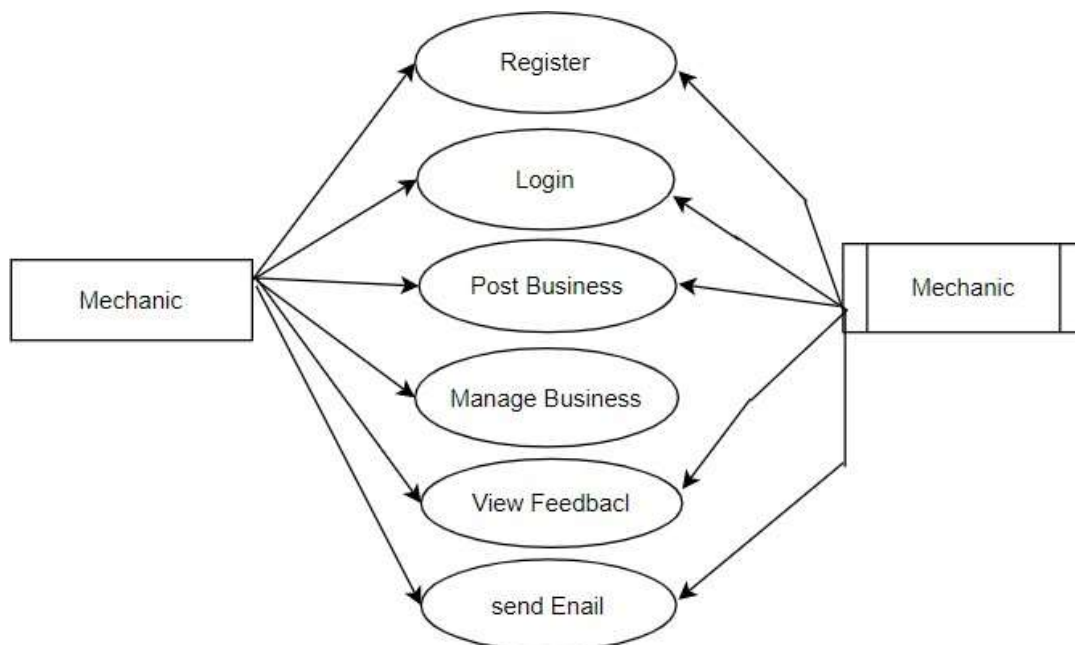 Register
Login
Mechanic
Post Business
Mechanic
Manage Business
View Feedbacl
send Enail